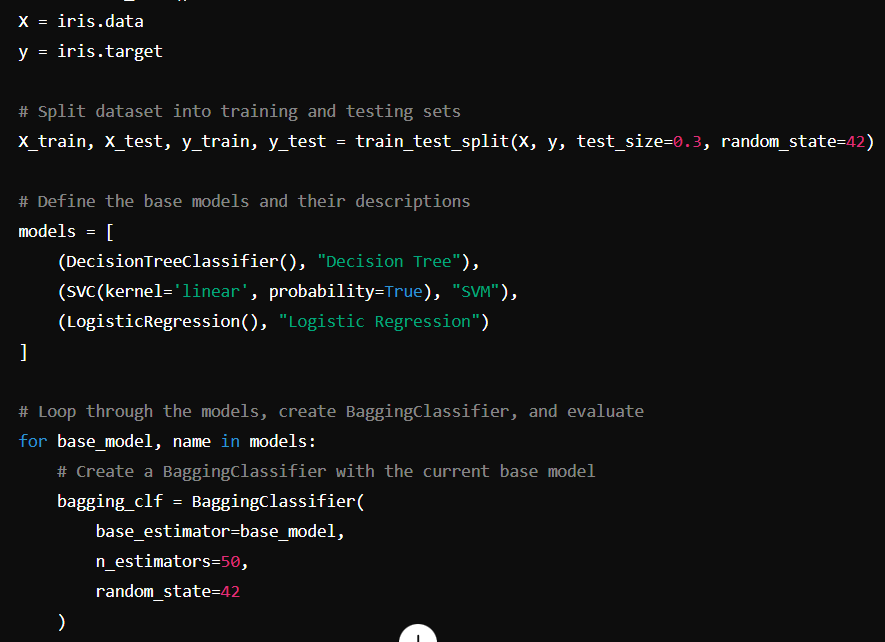 X = iris.data
y = iris.target
# Split dataset into training and testing sets
X_train, X_test, y_train, y_test = train_test_split(X, y, test_size=0.3, random_state=42)
# Define the base models and their descriptions
models = [
    (DecisionTreeClassifier(), "Decision Tree"),
    (SVC(kernel='linear', probability=True), "SVM"),
    (LogisticRegression(), "Logistic Regression")
]
# Loop through the models, create BaggingClassifier, and evaluate
for base_model, name in models:
    # Create a BaggingClassifier with the current base model
    bagging_clf = BaggingClassifier(
        base_estimator=base_model,
        n_estimators=50,
        random_state=42
    )